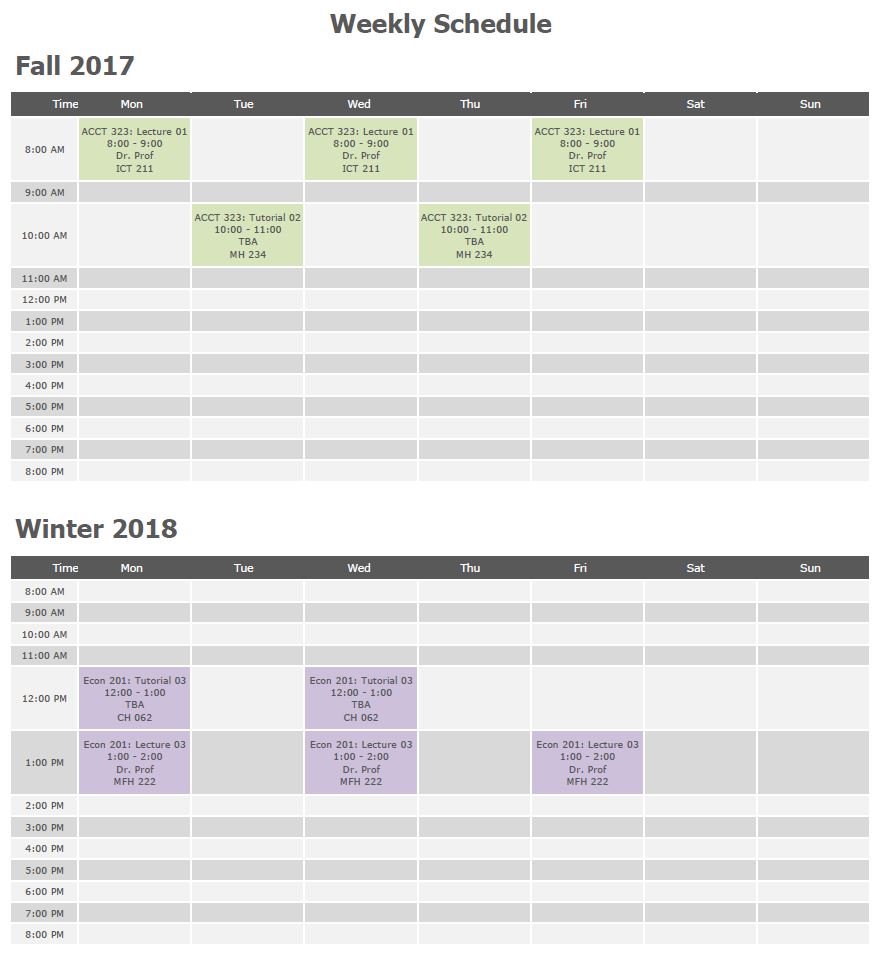 Weekly Schedule
Fall 2017
Time Mon Tue Wed Thu Fri Sat Sun
8:00 AM
ACCT 323: Lecture 01
8:00 - 9:00
Dr. Prof
ICT 211
ACCT 323: Lecture 01
8:00 - 9:00
Dr. Prof
ICT 211
ACCT 323: Lecture 01
8:00 - 9:00
Dr. Prof
ICT 211
9:00 AM
10:00 AM
ACCT 323: Tutorial 02
10:00 - 11:00
TBA
MH 234
ACCT 323: Tutorial 02
10:00 - 11:00
TBA
MH 234
11:00 AM
12:00 PM
1:00 PM
2:00 PM
3:00 PM
4:00 PM
5:00 PM
6:00 PM
7:00 PM
8:00 PM
Winter 2018
Time Mon Tue Wed Thu Fri Sat Sun
8:00 AM
9:00 AM
10:00 AM
11:00 AM
12:00 PM
Econ 201: Tutorial 03
12:00 - 1:00
TBA
CH 062
Econ 201: Tutorial 03
12:00 - 1:00
TBA
CH 062
1:00 PM
Econ 201: Lecture 03
1:00 - 2:00
Dr. Prof
MFH 222
Econ 201: Lecture 03
1:00 - 2:00
Dr. Prof
MFH 222
Econ 201: Lecture 03
1:00 - 2:00
Dr. Prof
MFH 222
2:00 PM
3:00 PM
4:00 PM
5:00 PM
6:00 PM
7:00 PM
8:00 PM